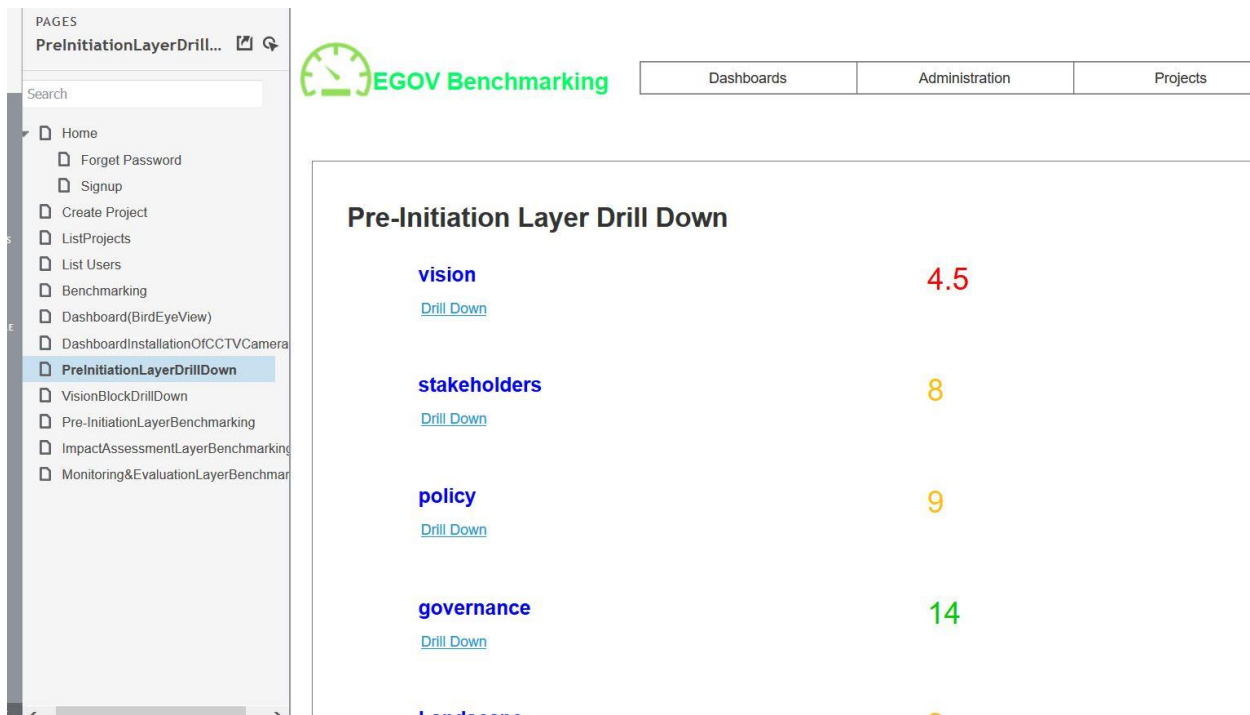 PAGES
PreInitiationLayerDrill...
Search
Home
Forget Password
Signup
Create Project
ListProjects
List Users
Benchmarking
Dashboard(BirdEyeView)
DashboardInstallationOfCCTVCamera
PreInitiationLayerDrillDown
VisionBlockDrillDown
Pre-InitiationLayerBenchmarking
ImpactAssessmentLayerBenchmarking
Monitoring&EvaluationLayerBenchmar
EGOV Benchmarking
Dashboards Administration Projects
Pre-Initiation Layer Drill Down
vision 4.5
Drill Down
stakeholders 8
Drill Down
policy 9
Drill Down
governance 14
Drill Down